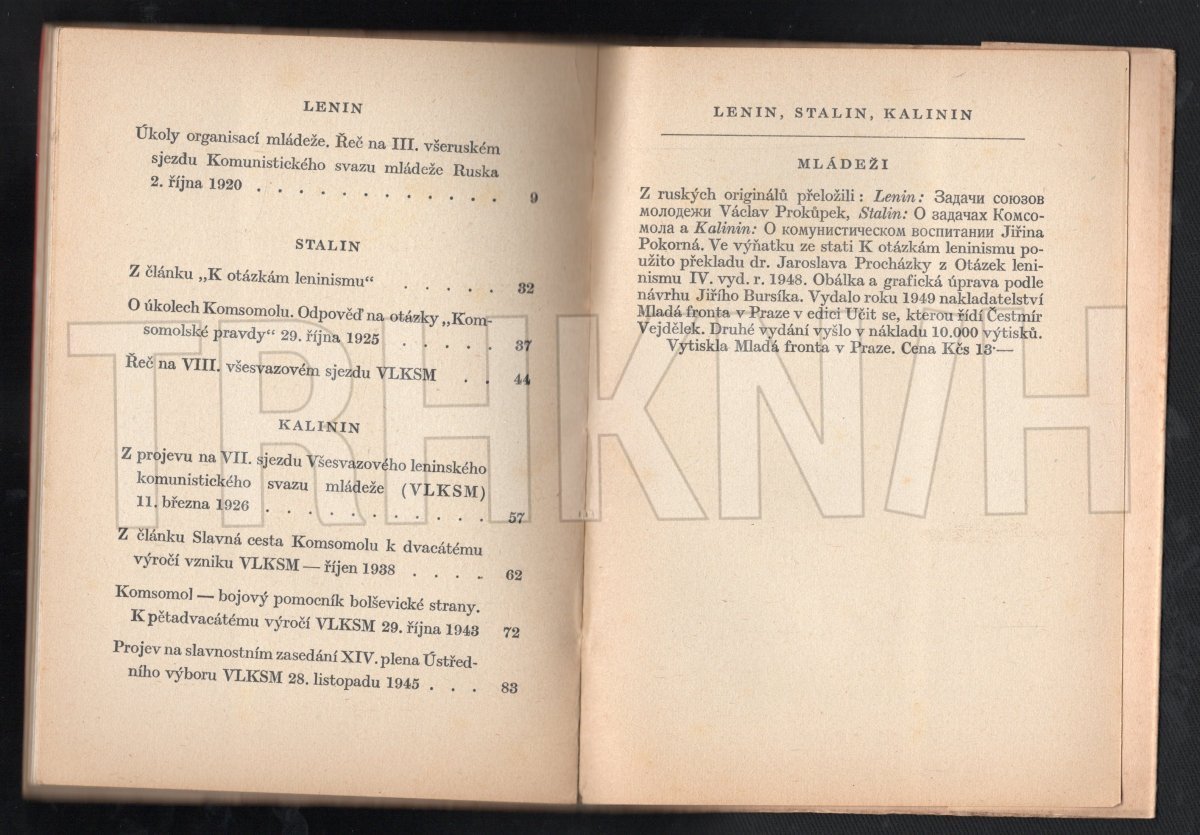 LENIN
Úkoly organisací mládeže. Řeč na III. všeruském
sjezdu Komunistického svazu mládeže Ruska
2. října 1920 . . . . . . . . . . . 9
STALIN
Z článku „K otázkám leninismu“ . . . . . 32
O úkolech Komsomolu. Odpověď na otázky „Kom-
somolské pravdy“ 29. října 1925 . . . . . 37
Řeč na VIII. všesvazovém sjezdu VLKSM . . 44
KALININ
Z projevu na VII. sjezdu Všesvazového leninského
komunistického svazu mládeže (VLKSM)
11. března 1926 . . . . . . . . . . . 57
Z článku Slavná cesta Komsomolu k dvacátému
výročí vzniku VLKSM — říjen 1938 . . . . 62
Komsomol — bojový pomocník bolševické strany.
K pětadvacátému výročí VLKSM 29. října 1943 72
Projev na slavnostním zasedání XIV. plena Ústřed-
ního výboru VLKSM 28. listopadu 1945 . . . 83
LENIN, STALIN, KALININ
MLÁDEŽI
Z ruských originálů přeložili: Lenin: Задачи союзов
молодежи Václav Prokůpek, Stalin: О задачах Комсо-
мола a Kalinin: О комунистическом воспитании Jiřina
Pokorná. Ve výňatku ze stati K otázkám leninismu po-
užito překladu dr. Jaroslava Procházky z Otázek leni-
nismu IV. vyd. r. 1948. Obálka a grafická úprava podle
návrhu Jiřího Bursíka. Vydalo roku 1949 nakladatelství
Mladá fronta v Praze v edici Učit se, kterou řídí Čestmír
Vejdělek. Druhé vydání vyšlo v nákladu 10.000 výtisků.
Vytiskla Mladá fronta v Praze. Cena Kčs 13·—
TRHKNIH